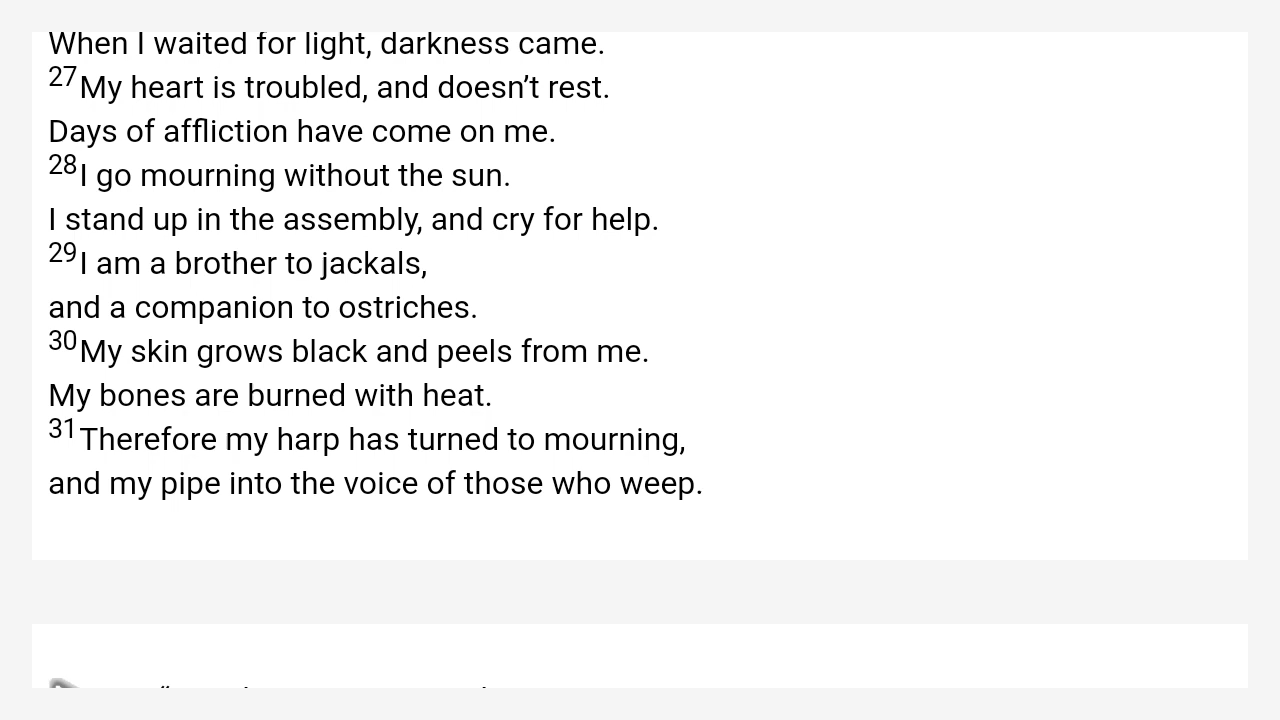 When I waited for light, darkness came.
27My heart is troubled, and doesn’t rest.
Days of affliction have come on me.
28I go mourning without the sun.
I stand up in the assembly, and cry for help.
29I am a brother to jackals,
and a companion to ostriches.
30My skin grows black and peels from me.
My bones are burned with heat.
31Therefore my harp has turned to mourning,
and my pipe into the voice of those who weep.